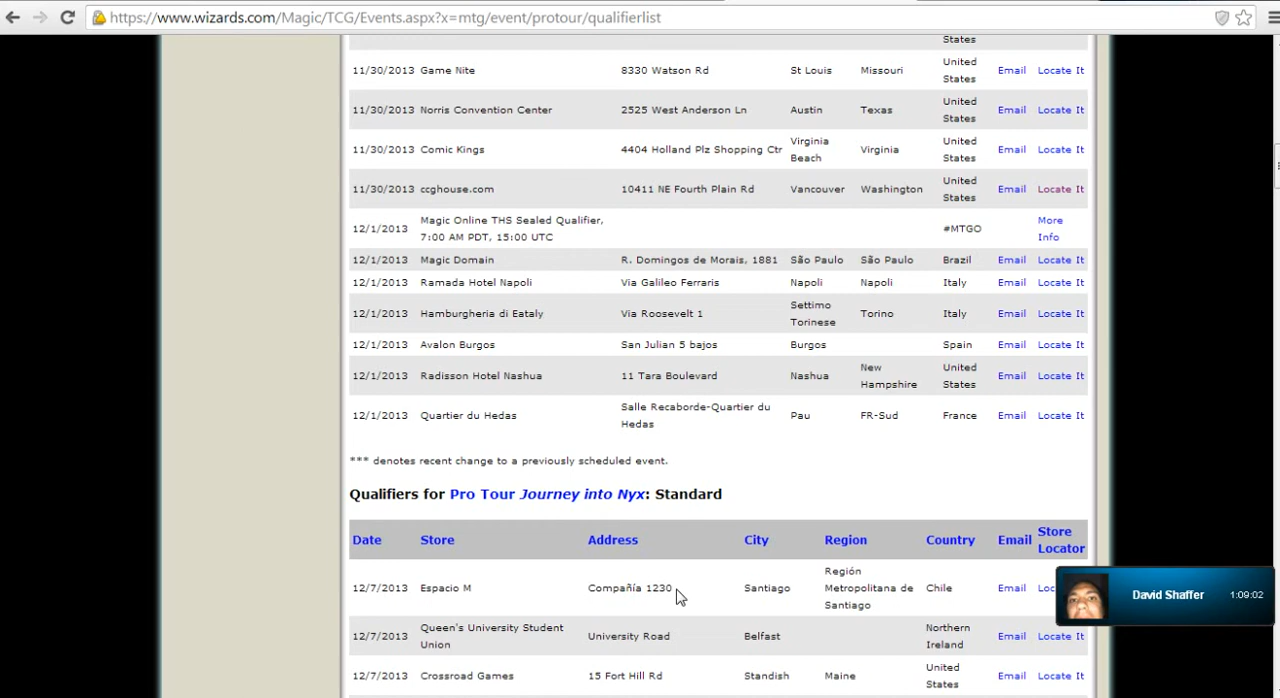 https://www.wizards.com/Magic/TCG/Events.aspx?x=mtg/event/protour/qualifierlist
States
11/30/2013 Game Nite 8330 Watson Rd St Louis Missouri United States Email Locate It
11/30/2013 Norris Convention Center 2525 West Anderson Ln Austin Texas United States Email Locate It
11/30/2013 Comic Kings 4404 Holland Plz Shopping Ctr Virginia Beach Virginia United States Email Locate It
11/30/2013 ccghouse.com 10411 NE Fourth Plain Rd Vancouver Washington United States Email Locate It
12/1/2013 Magic Online THS Sealed Qualifier, 7:00 AM PDT, 15:00 UTC #MTGO More Info
12/1/2013 Magic Domain R. Domingos de Morais, 1881 São Paulo São Paulo Brazil Email Locate It
12/1/2013 Ramada Hotel Napoli Via Galileo Ferraris Napoli Napoli Italy Email Locate It
12/1/2013 Hamburgheria di Eataly Via Roosevelt 1 Settimo Torinese Torino Italy Email Locate It
12/1/2013 Avalon Burgos San Julian 5 bajos Burgos Spain Email Locate It
12/1/2013 Radisson Hotel Nashua 11 Tara Boulevard Nashua New Hampshire United States Email Locate It
12/1/2013 Quartier du Hedas Salle Recaborde-Quartier du Hedas Pau FR-Sud France Email Locate It
*** denotes recent change to a previously scheduled event.
Qualifiers for Pro Tour Journey into Nyx: Standard
Date Store Address City Region Country Email Store Locator
12/7/2013 Espacio M Compañía 1230 Santiago Región Metropolitana de Santiago Chile Email
David Shaffer 1:09:02
12/7/2013 Queen's University Student Union University Road Belfast Northern Ireland Email Locate It
12/7/2013 Crossroad Games 15 Fort Hill Rd Standish Maine United States Email Locate It